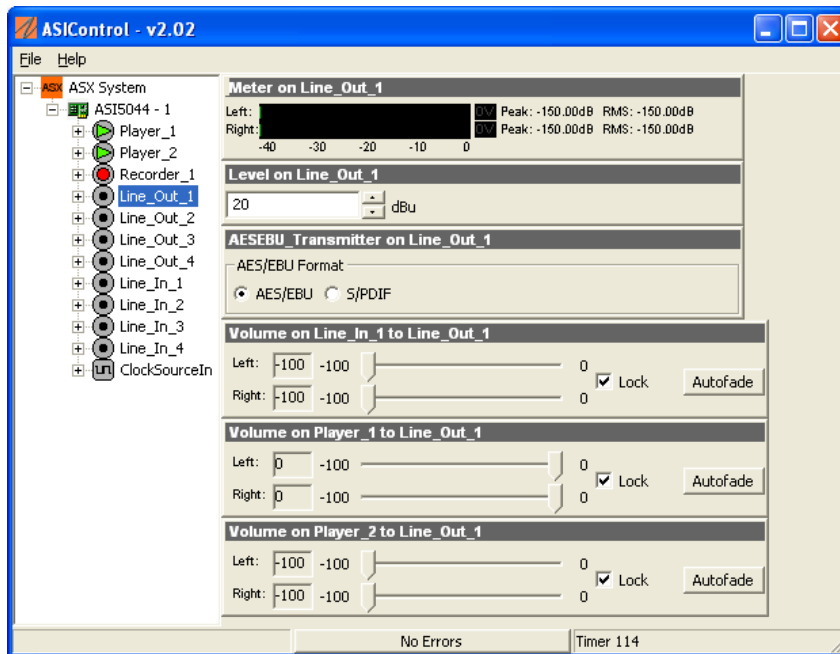 ASIControl - v2.02
File Help
ASX ASX System
ASI5044 - 1
Player_1
Player_2
Recorder_1
Line_Out_1
Line_Out_2
Line_Out_3
Line_Out_4
Line_In_1
Line_In_2
Line_In_3
Line_In_4
ClockSourceIn
Meter on Line_Out_1
Left: 0V Peak: -150.00dB RMS: -150.00dB
Right: 0V Peak: -150.00dB RMS: -150.00dB
-40 -30 -20 -10 0
Level on Line_Out_1
20 dBu
AESEBU_Transmitter on Line_Out_1
AES/EBU Format
AES/EBU S/PDIF
Volume on Line_In_1 to Line_Out_1
Left: -100 -100 0
Lock Autofade
Right: -100 -100 0
Volume on Player_1 to Line_Out_1
Left: 0 -100 0
Lock Autofade
Right: 0 -100 0
Volume on Player_2 to Line_Out_1
Left: -100 -100 0
Lock Autofade
Right: -100 -100 0
No Errors Timer 114